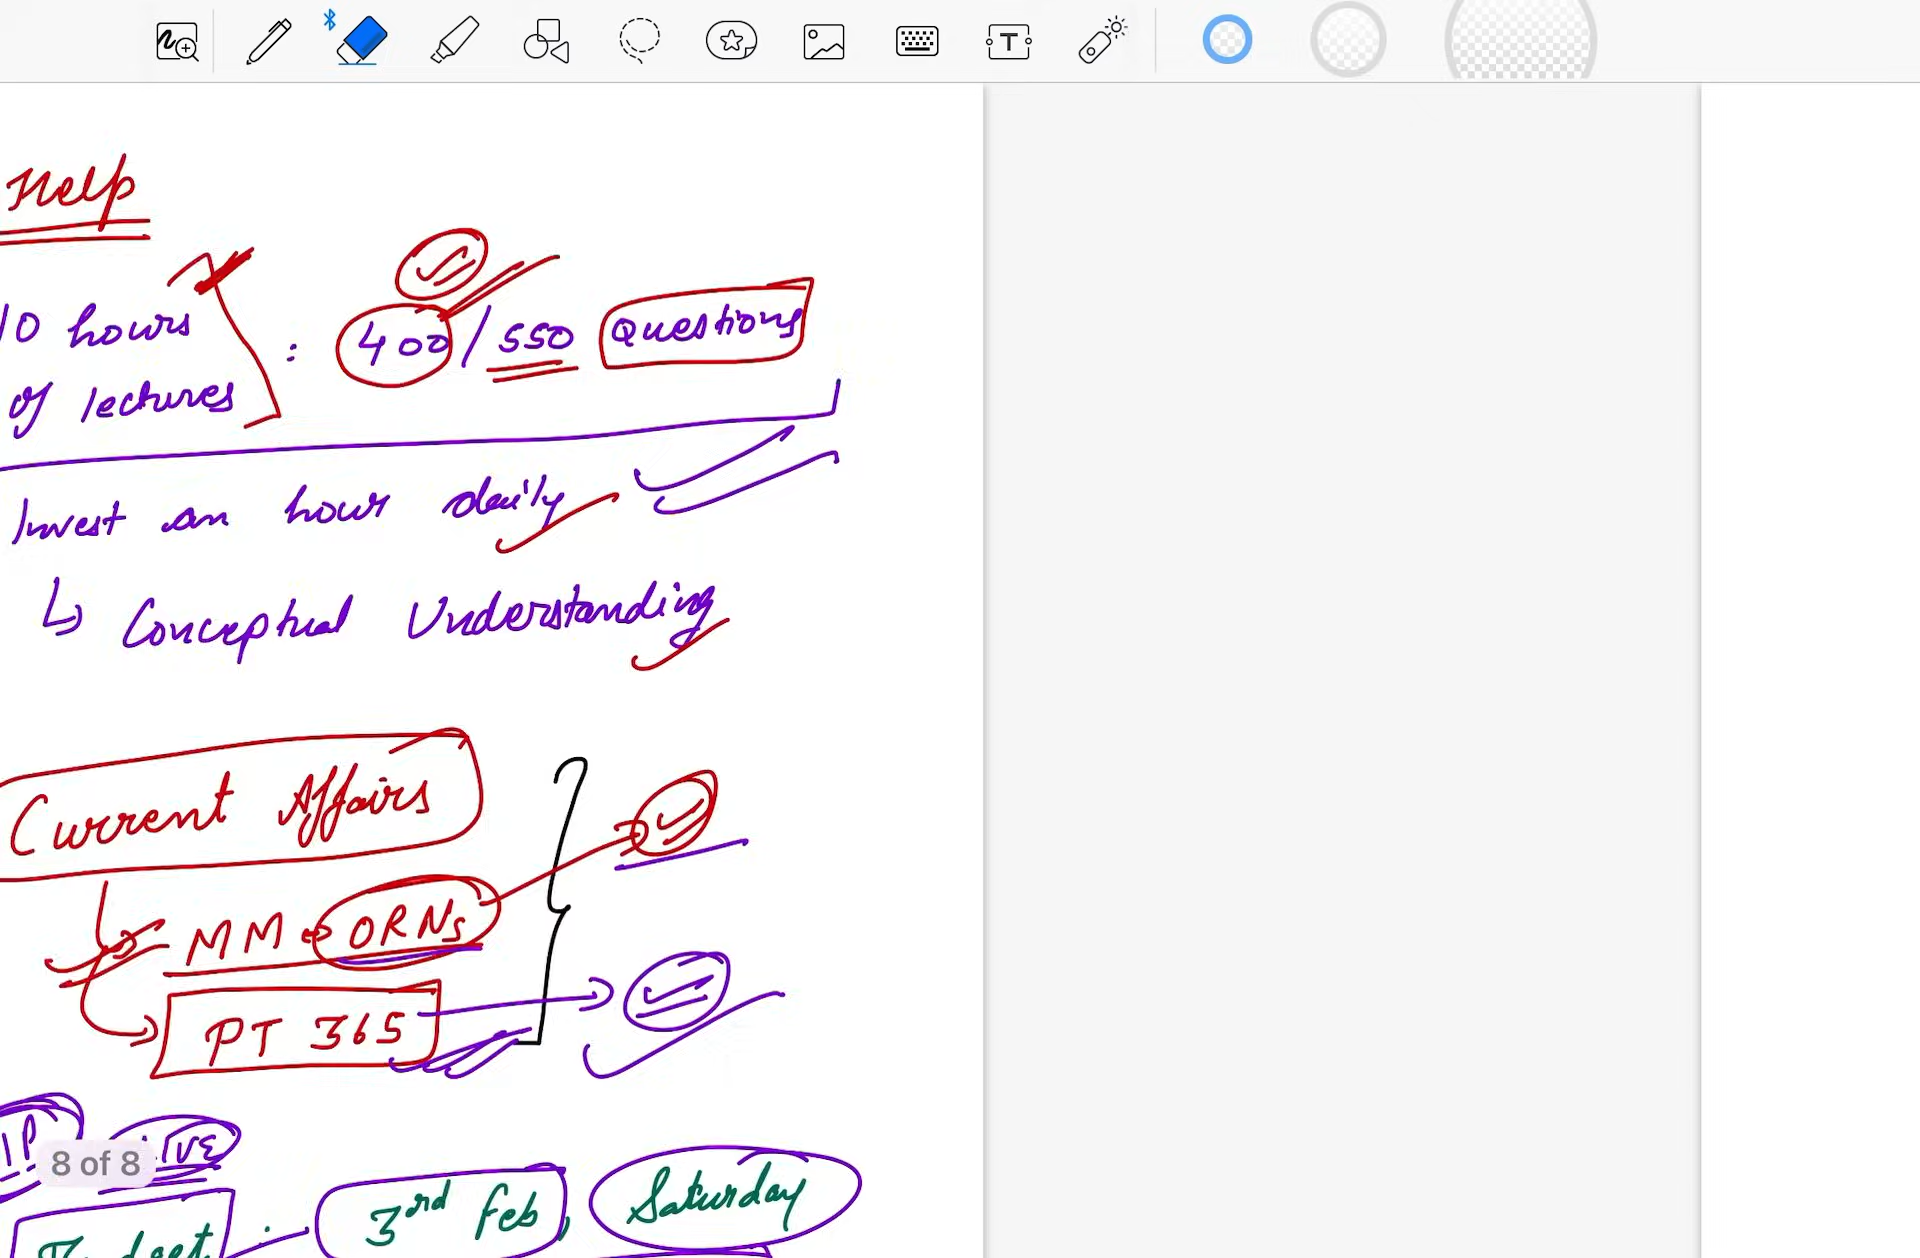 Help
10 hours
of lectures
: 400 / 550 Questions
Invest an hour daily
↳ Conceptual Understanding
Current Affairs
MM → ORNs
PT 365
8 of 8
3rd Feb, Saturday